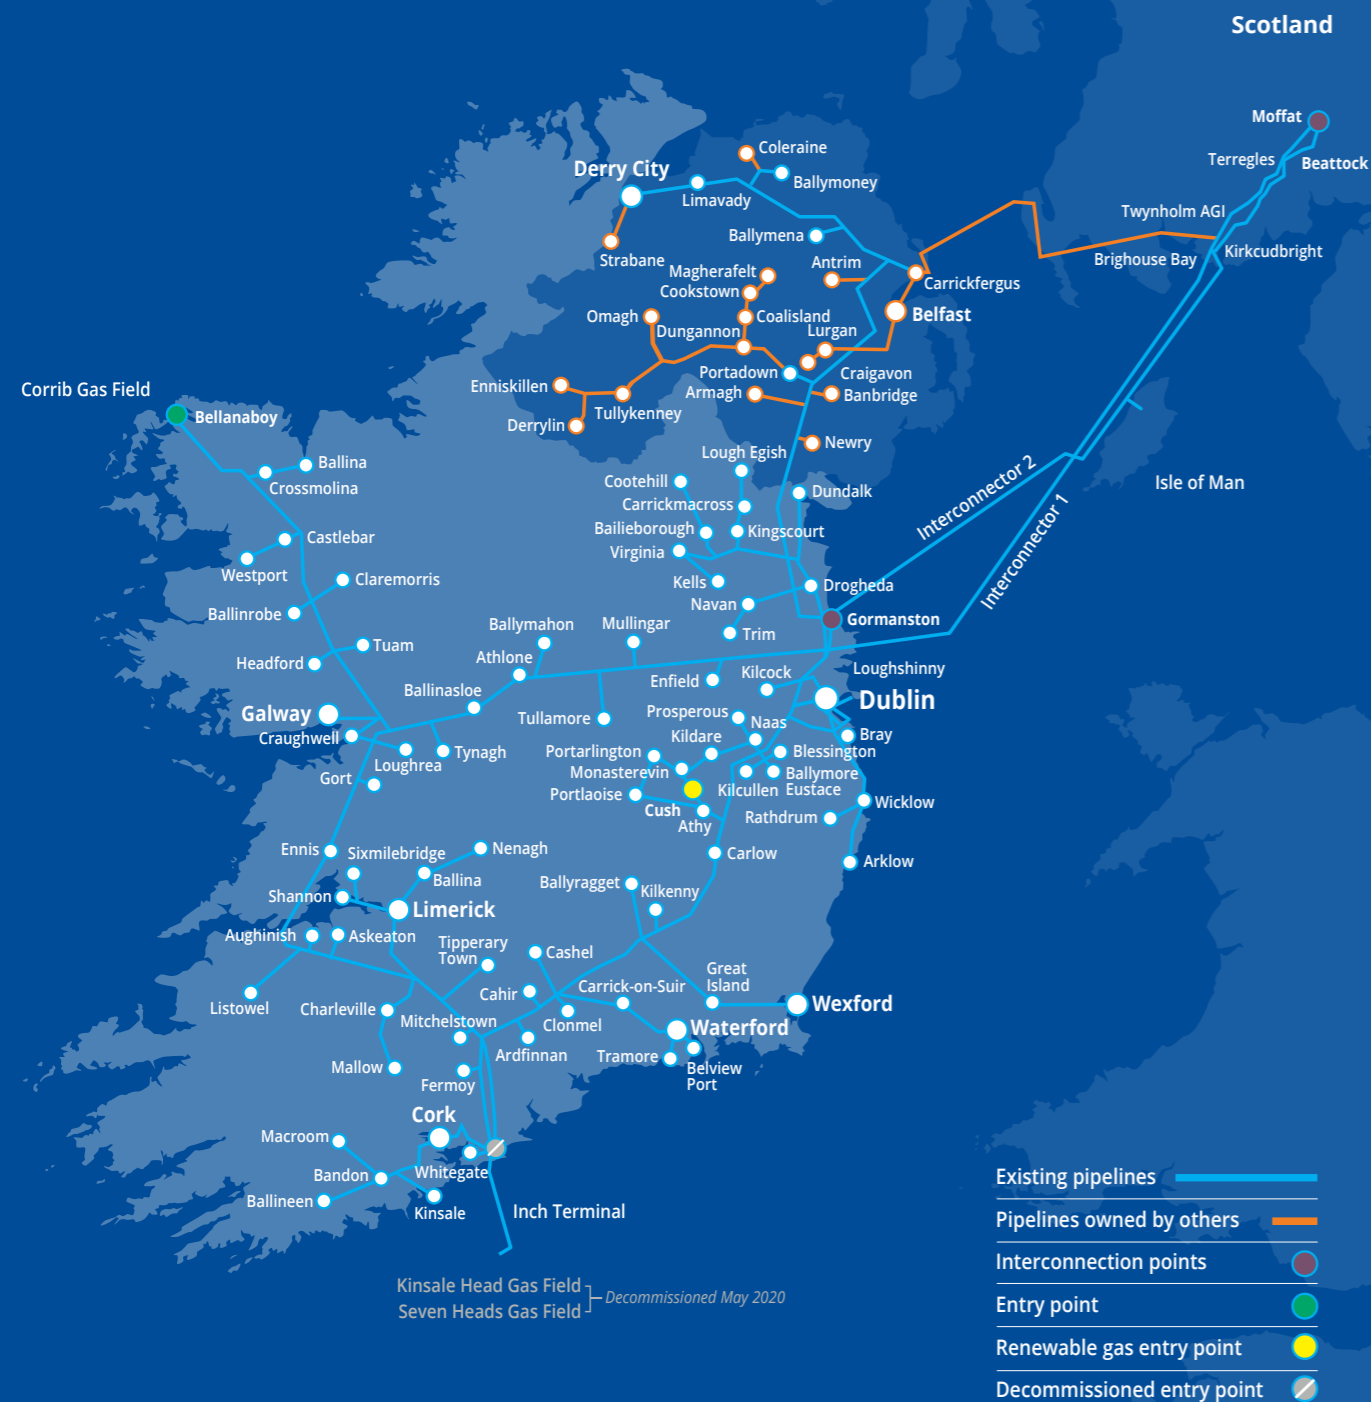 Scotland
Moffat
Terregles
Beattock
Coleraine
Derry City
Ballymoney
Limavady
Twynholm AGI
Ballymena
Strabane
Brighouse Bay
Kirkcudbright
Antrim
Magherafelt
Cookstown
Carrickfergus
Omagh
Coalisland
Belfast
Dungannon
Lurgan
Portadown
Craigavon
Enniskillen
Armagh
Banbridge
Corrib Gas Field
Tullykenney
Bellanaboy
Derrylin
Newry
Lough Egish
Ballina
Crossmolina
Cootehill
Dundalk
Isle of Man
Interconnector 2
Interconnector 1
Carrickmacross
Bailieborough
Kingscourt
Castlebar
Virginia
Westport
Claremorris
Kells
Drogheda
Navan
Ballinrobe
Gormanston
Ballymahon
Mullingar
Trim
Tuam
Headford
Athlone
Loughshinny
Kilcock
Enfield
Ballinasloe
Dublin
Galway
Tullamore
Prosperous
Naas
Craughwell
Kildare
Bray
Tynagh
Portarlington
Blessington
Loughrea
Monasterevin
Ballymore
Eustace
Gort
Kilcullen
Portlaoise
Cush
Wicklow
Athy
Rathdrum
Ennis
Sixmilebridge
Nenagh
Carlow
Arklow
Ballina
Ballyragget
Kilkenny
Shannon
Limerick
Aughinish
Askeaton
Tipperary
Town
Cashel
Great
Island
Cahir
Carrick-on-Suir
Wexford
Listowel
Charleville
Mitchelstown
Clonmel
Waterford
Ardfinnan
Tramore
Mallow
Belview
Port
Fermoy
Cork
Macroom
Bandon
Whitegate
Ballineen
Kinsale
Inch Terminal
Kinsale Head Gas Field
Seven Heads Gas Field
Decommissioned May 2020
Existing pipelines
Pipelines owned by others
Interconnection points
Entry point
Renewable gas entry point
Decommissioned entry point